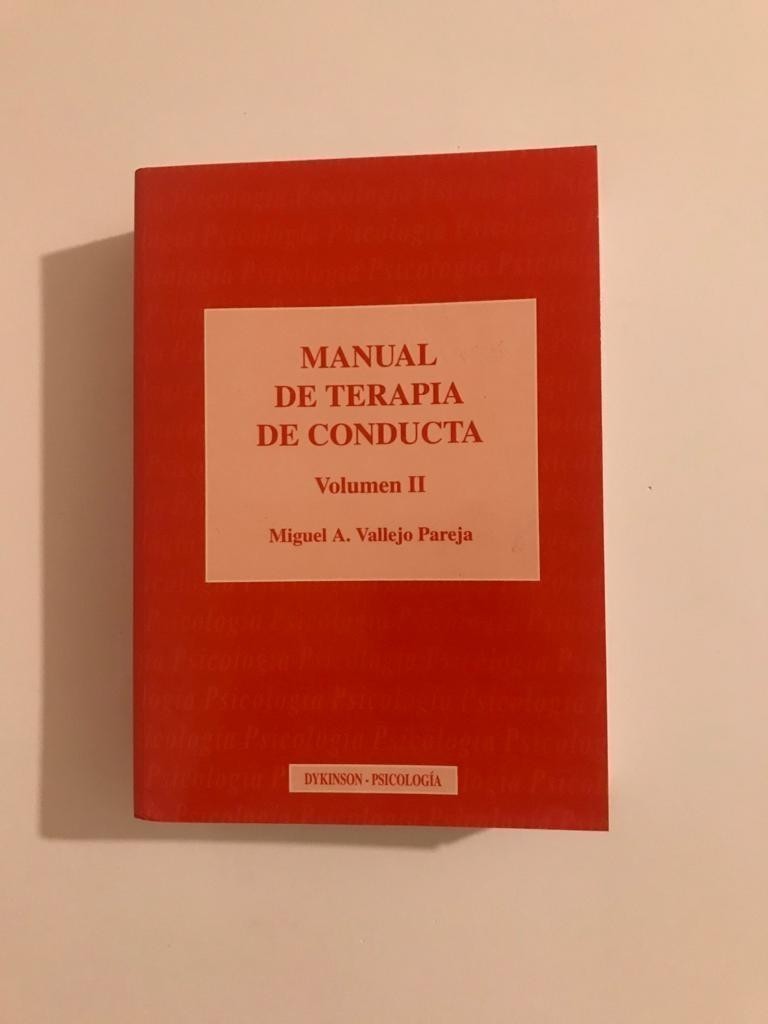 MANUAL
DE TERAPIA
DE CONDUCTA
Volumen II
Miguel A. Vallejo Pareja
DYKINSON - PSICOLOGÍA